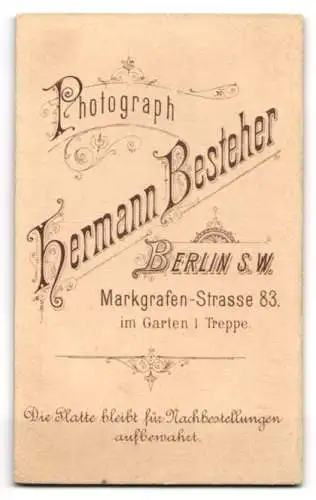 Photograph
Hermann Besteher
BERLIN S.W.
Markgrafen-Strasse 83.
im Garten 1 Treppe.
Die Platte bleibt für Nachbestellungen
aufbewahrt.